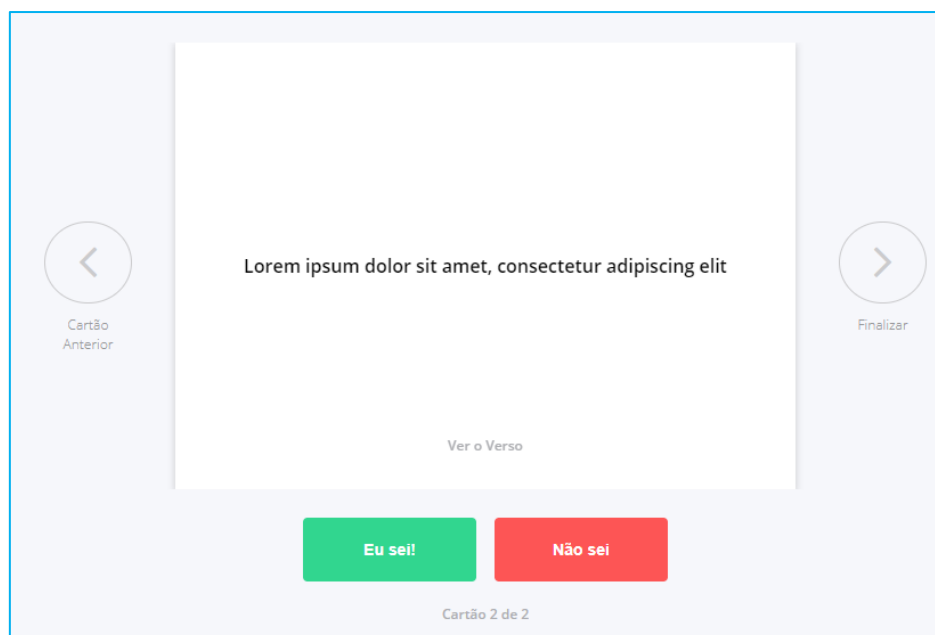 Lorem ipsum dolor sit amet, consectetur adipiscing elit
Cartão
Anterior
Finalizar
Ver o Verso
Eu sei!
Não sei
Cartão 2 de 2